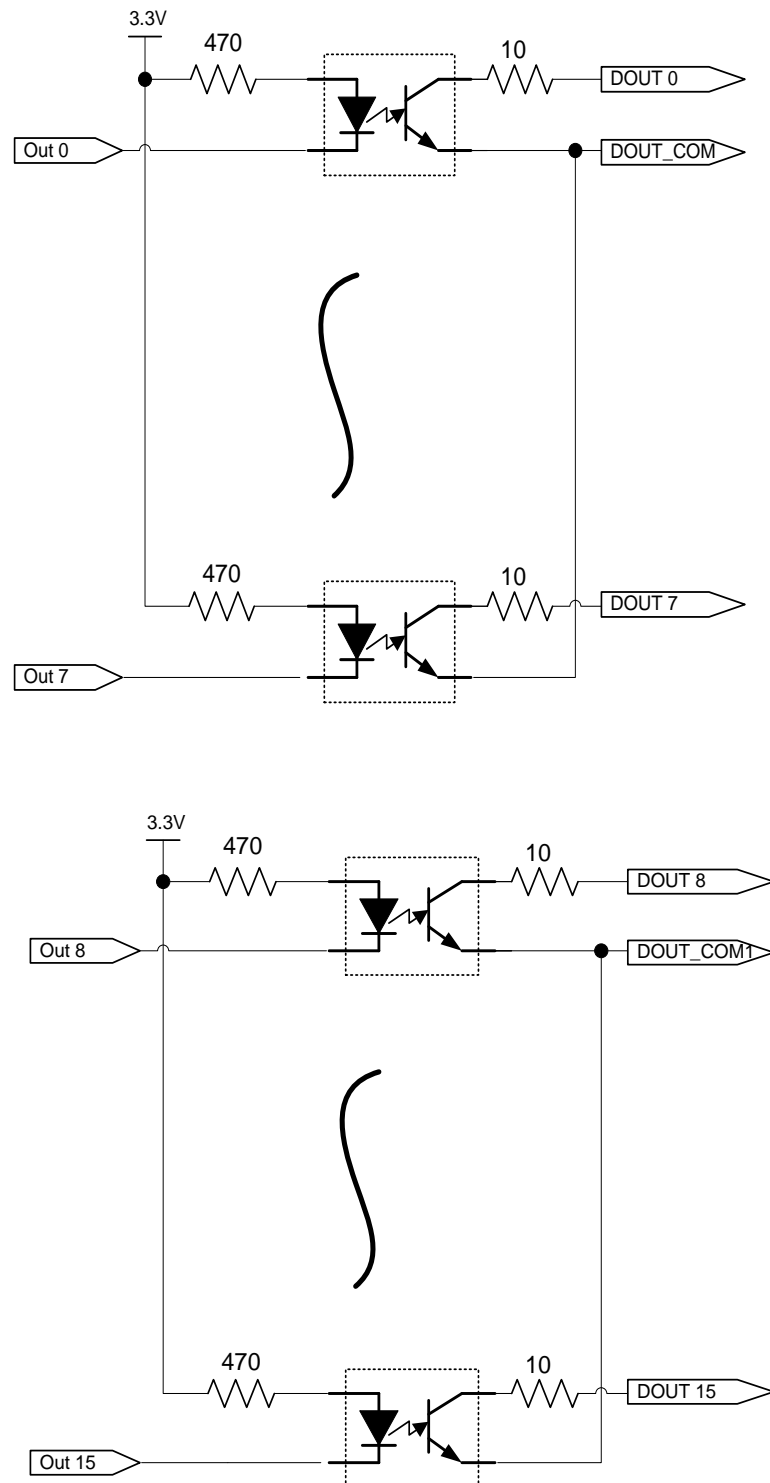 3.3V
470
10
DOUT 0
Out 0
DOUT_COM
470
10
DOUT 7
Out 7
3.3V
470
10
DOUT 8
Out 8
DOUT_COM1
470
10
DOUT 15
Out 15